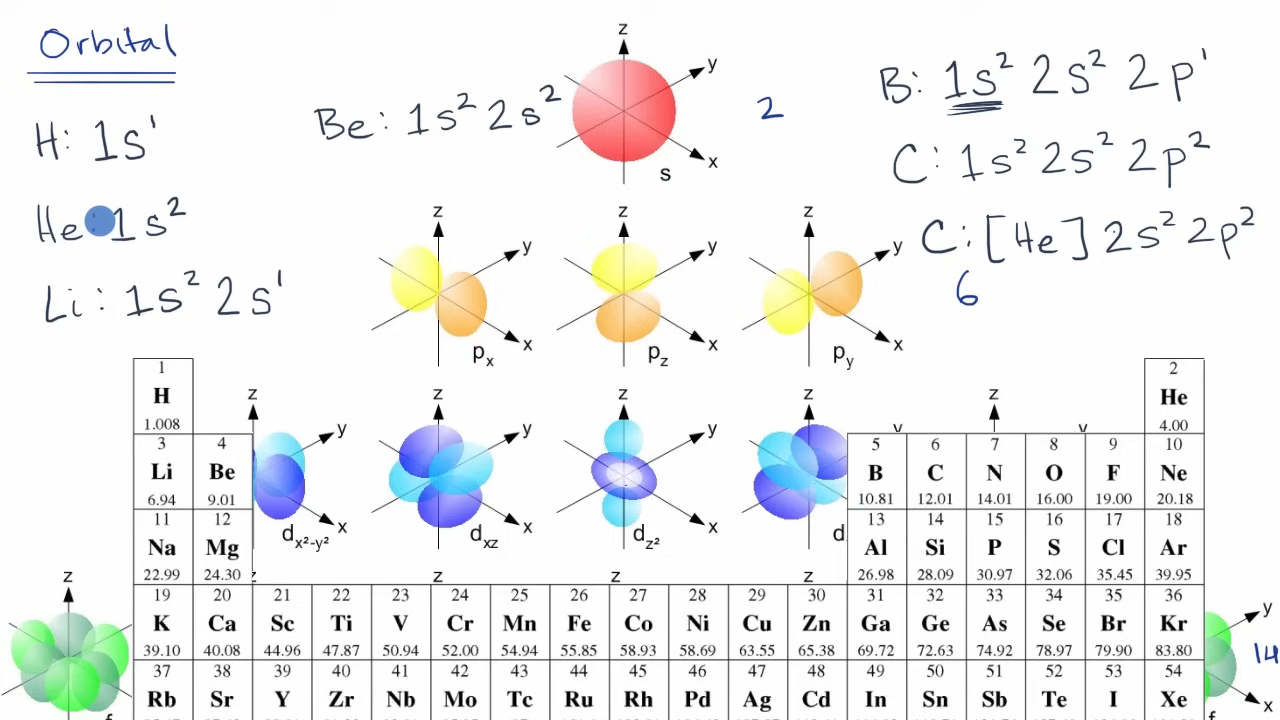 Orbital
H: 1s¹
He: 1s²
Li: 1s² 2s¹
Be: 1s² 2s²
2
B: 1s² 2s² 2p¹
C: 1s² 2s² 2p²
C: [He] 2s² 2p²
6
z
y
x
s
z
y
x
pₓ
z
y
x
p_z
z
y
x
p_y
z
y
x
d_x²-y²
z
y
x
d_xz
z
y
x
d_z²
z
d
z
y
y
z
z
z
z
f
y
14
x
1 2
H He
1.008 4.00
3 4 5 6 7 8 9 10
Li Be B C N O F Ne
6.94 9.01 10.81 12.01 14.01 16.00 19.00 20.18
11 12 13 14 15 16 17 18
Na Mg Al Si P S Cl Ar
22.99 24.30 26.98 28.09 30.97 32.06 35.45 39.95
19 20 21 22 23 24 25 26 27 28 29 30 31 32 33 34 35 36
K Ca Sc Ti V Cr Mn Fe Co Ni Cu Zn Ga Ge As Se Br Kr
39.10 40.08 44.96 47.87 50.94 52.00 54.94 55.85 58.93 58.69 63.55 65.38 69.72 72.63 74.92 78.97 79.90 83.80
37 38 39 40 41 42 43 44 45 46 47 48 49 50 51 52 53 54
Rb Sr Y Zr Nb Mo Tc Ru Rh Pd Ag Cd In Sn Sb Te I Xe